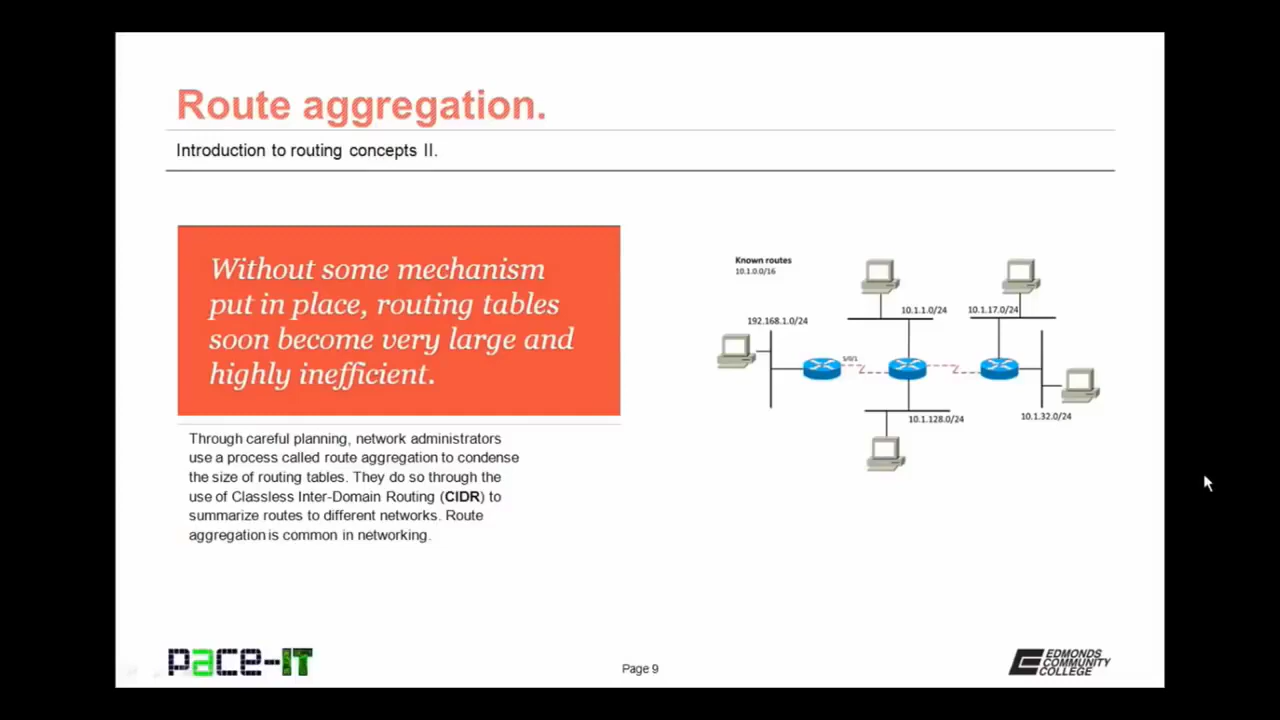 Route aggregation.
Introduction to routing concepts II.
Without some mechanism
put in place, routing tables
soon become very large and
highly inefficient.
Through careful planning, network administrators
use a process called route aggregation to condense
the size of routing tables. They do so through the
use of Classless Inter-Domain Routing (CIDR) to
summarize routes to different networks. Route
aggregation is common in networking.
Known routes
10.1.0.0/16
192.168.1.0/24
10.1.1.0/24
10.1.17.0/24
S/0/1
10.1.128.0/24
10.1.32.0/24
pace-IT
Page 9
EDMONDS
COMMUNITY
COLLEGE